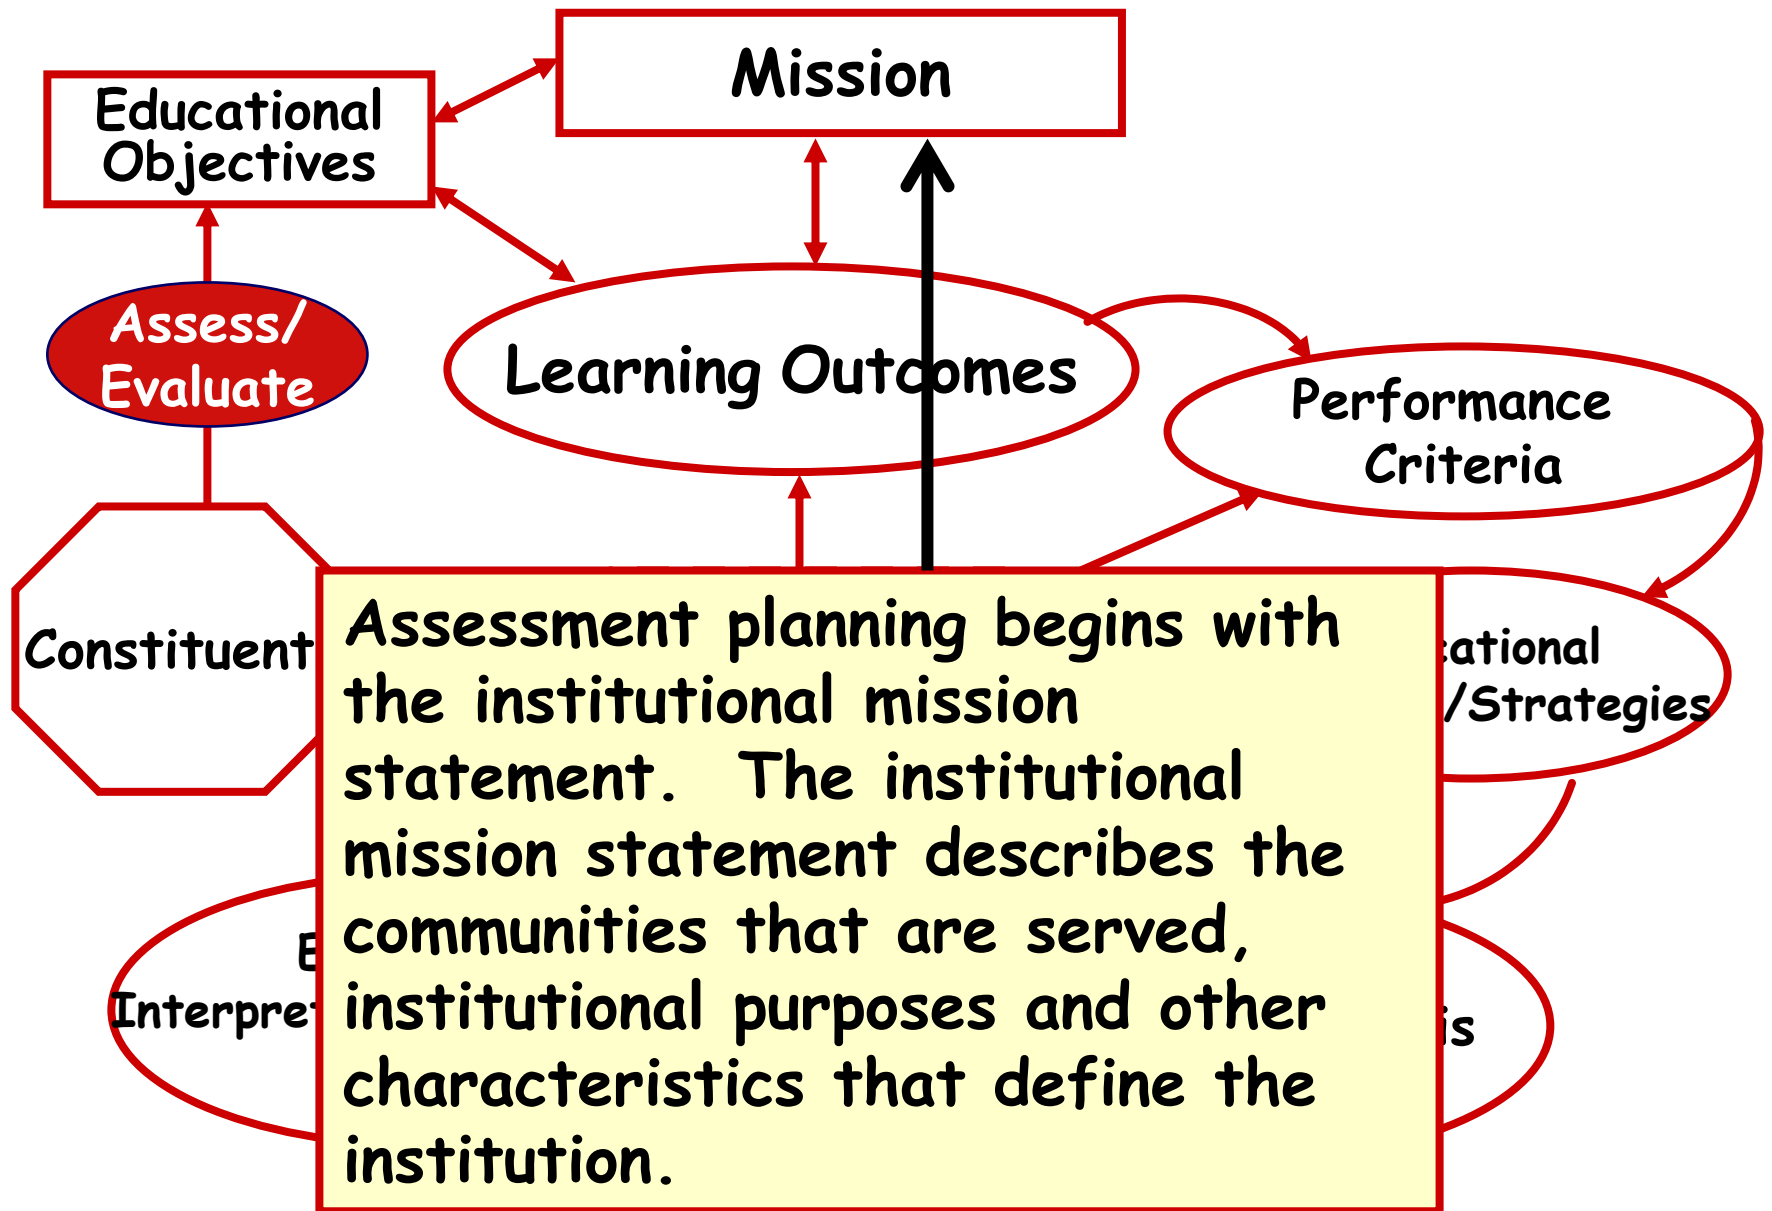 Mission
Educational
Objectives
Assess/
Evaluate
Learning Outcomes
Performance
Criteria
Constituent
Assessment planning begins with
the institutional mission
statement. The institutional
mission statement describes the
communities that are served,
institutional purposes and other
characteristics that define the
institution.
/Strategies